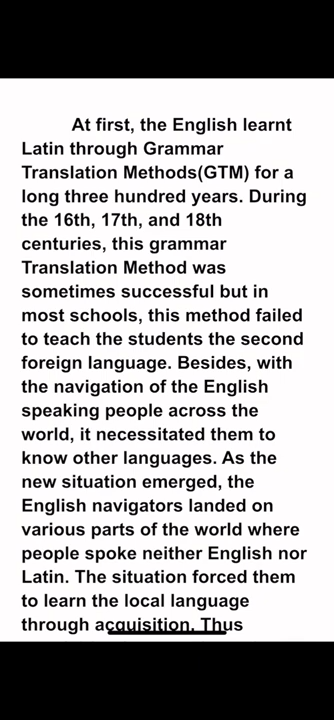 At first, the English learnt
Latin through Grammar
Translation Methods(GTM) for a
long three hundred years. During
the 16th, 17th, and 18th
centuries, this grammar
Translation Method was
sometimes successful but in
most schools, this method failed
to teach the students the second
foreign language. Besides, with
the navigation of the English
speaking people across the
world, it necessitated them to
know other languages. As the
new situation emerged, the
English navigators landed on
various parts of the world where
people spoke neither English nor
Latin. The situation forced them
to learn the local language
through acquisition. Thus